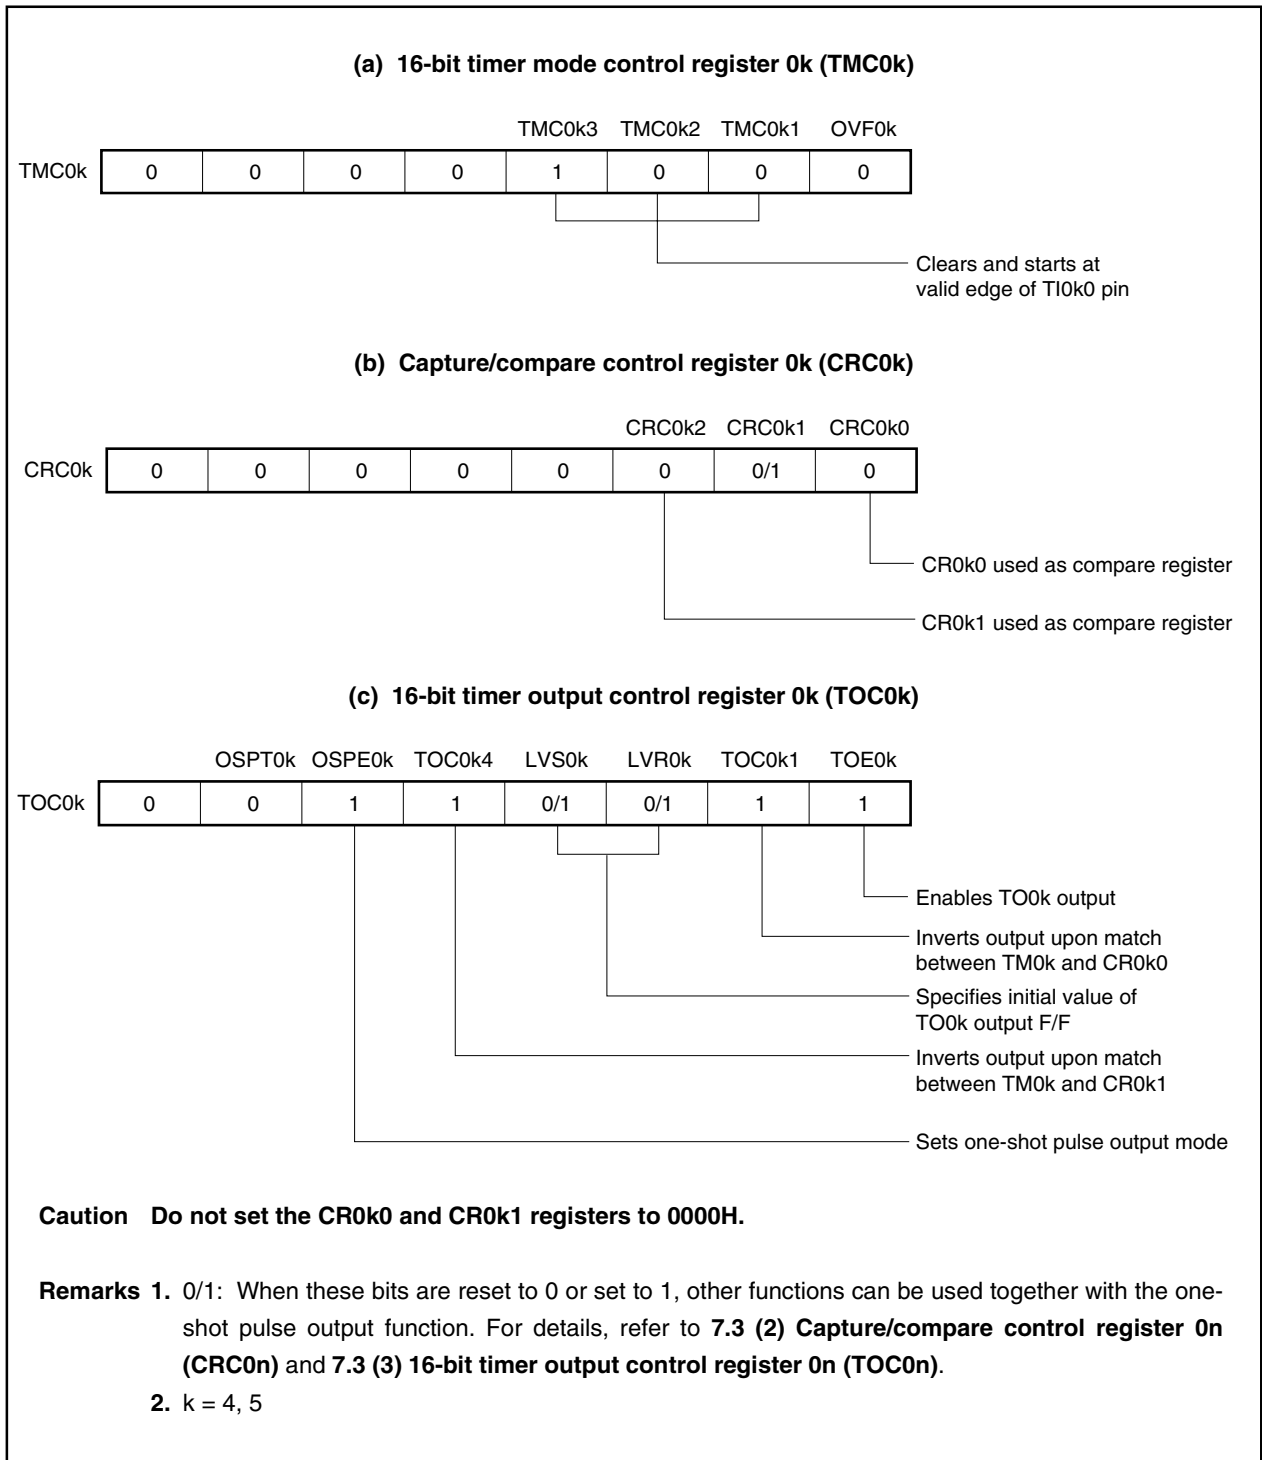 (a) 16-bit timer mode control register 0k (TMC0k)
TMC0k3 TMC0k2 TMC0k1 OVF0k
TMC0k 0 0 0 0 1 0 0 0
Clears and starts at
valid edge of TI0k0 pin
(b) Capture/compare control register 0k (CRC0k)
CRC0k2 CRC0k1 CRC0k0
CRC0k 0 0 0 0 0 0 0/1 0
CR0k0 used as compare register
CR0k1 used as compare register
(c) 16-bit timer output control register 0k (TOC0k)
OSPT0k OSPE0k TOC0k4 LVS0k LVR0k TOC0k1 TOE0k
TOC0k 0 0 1 1 0/1 0/1 1 1
Enables TO0k output
Inverts output upon match
between TM0k and CR0k0
Specifies initial value of
TO0k output F/F
Inverts output upon match
between TM0k and CR0k1
Sets one-shot pulse output mode
Caution Do not set the CR0k0 and CR0k1 registers to 0000H.
Remarks 1. 0/1: When these bits are reset to 0 or set to 1, other functions can be used together with the one-
shot pulse output function. For details, refer to 7.3 (2) Capture/compare control register 0n
(CRC0n) and 7.3 (3) 16-bit timer output control register 0n (TOC0n).
2. k = 4, 5